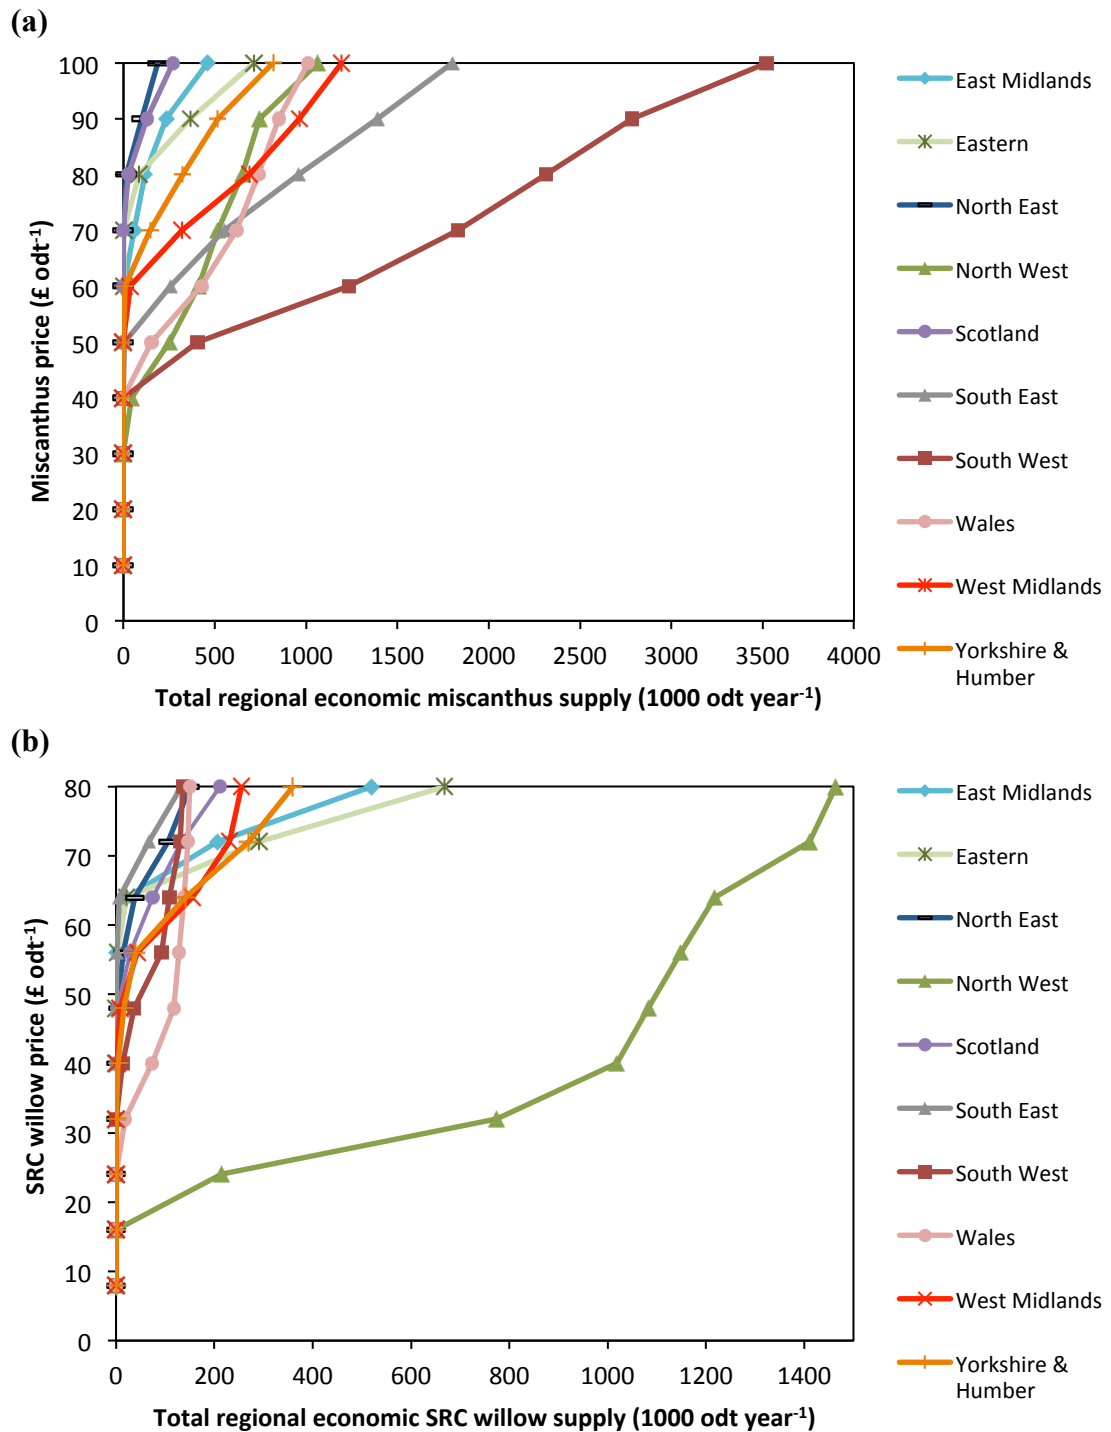 (a)
100
90
80
70
60
50
40
30
20
10
0
Miscanthus price (£ odt⁻¹)
0 500 1000 1500 2000 2500 3000 3500 4000
Total regional economic miscanthus supply (1000 odt year⁻¹)
East Midlands
Eastern
North East
North West
Scotland
South East
South West
Wales
West Midlands
Yorkshire &
Humber
(b)
80
70
60
50
40
30
20
10
0
SRC willow price (£ odt⁻¹)
0 200 400 600 800 1000 1200 1400
Total regional economic SRC willow supply (1000 odt year⁻¹)
East Midlands
Eastern
North East
North West
Scotland
South East
South West
Wales
West Midlands
Yorkshire &
Humber